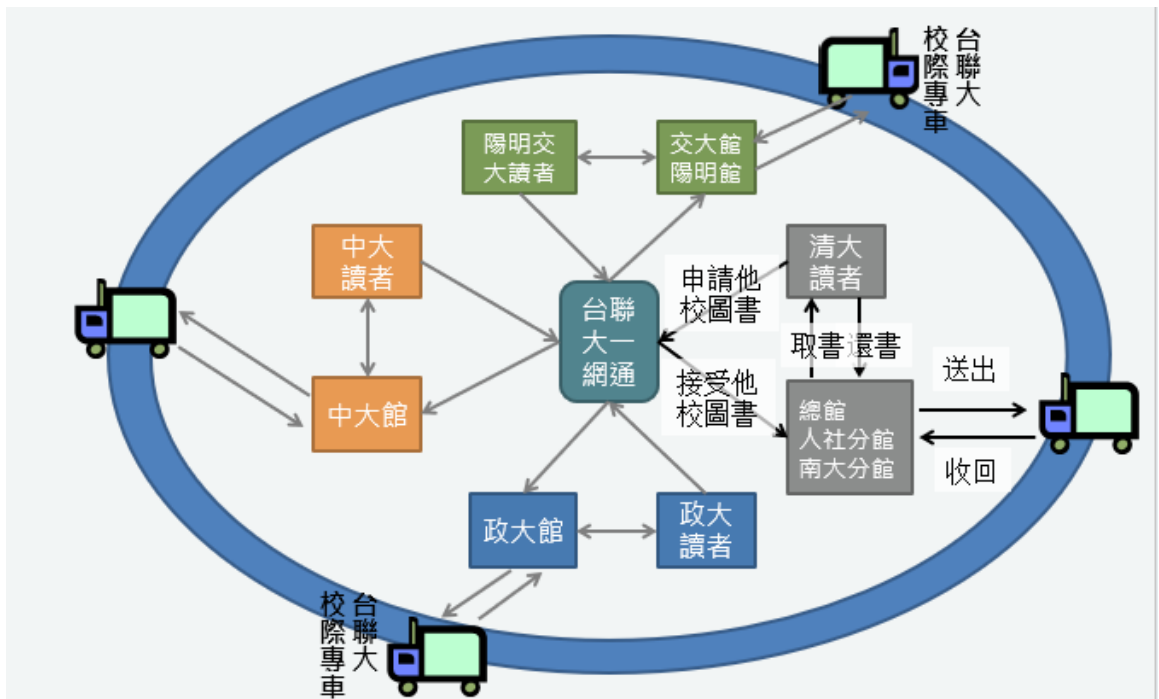 台聯大
校際專車
陽明交
大讀者
交大館
陽明館
中大
讀者
清大
讀者
申請他
校圖書
台聯
大一
網通
取書
還書
接受他
校圖書
送出
中大館
總館
人社分館
南大分館
收回
政大館
政大
讀者
台聯大
校際專車